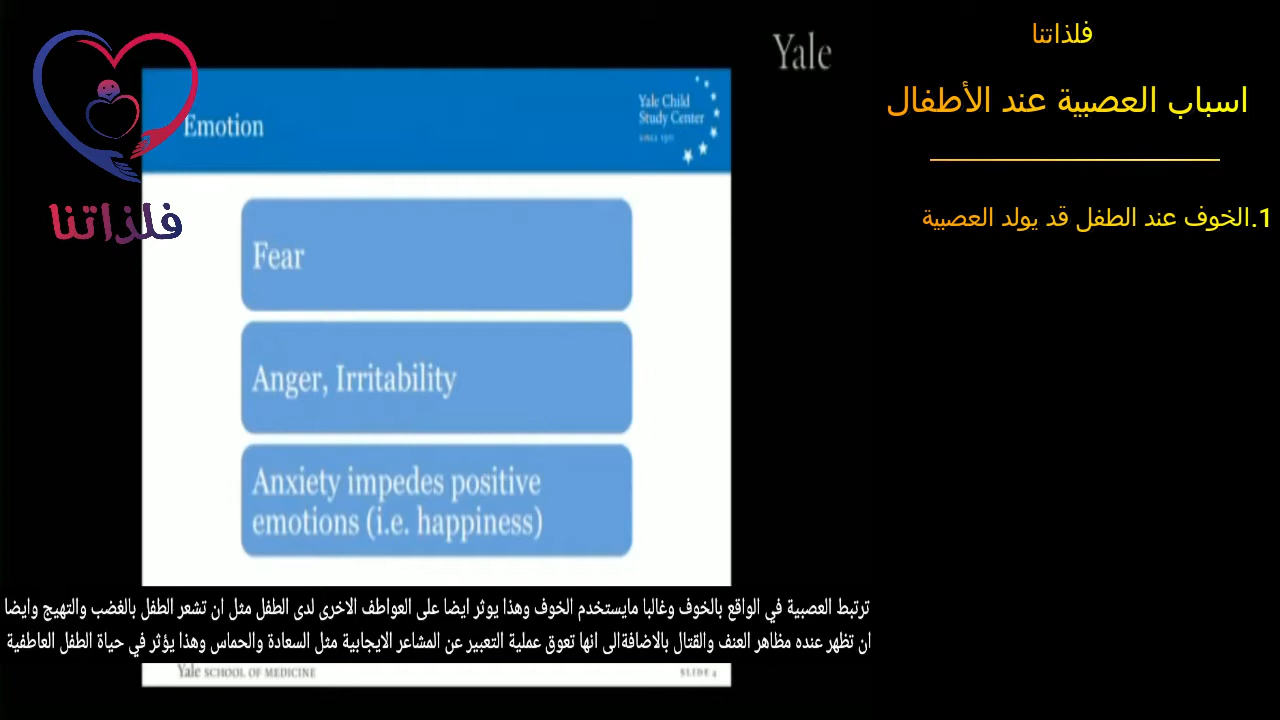 فلذاتنا
Yale
فلذاتنا
اسباب العصبية عند الأطفال
1.الخوف عند الطفل قد يولد العصبية
Emotion
Yale Child
Study Center
SINCE 1911
Fear
Anger, Irritability
Anxiety impedes positive
emotions (i.e. happiness)
ترتبط العصبية في الواقع بالخوف وغالبا مايستخدم الخوف وهذا يوثر ايضا على العواطف الاخرى لدى الطفل مثل ان تشعر الطفل بالغضب والتهيج وايضا
ان تظهر عنده مظاهر العنف والقتال بالاضافةالى انها تعوق عملية التعبير عن المشاعر الايجابية مثل السعادة والحماس وهذا يؤثر في حياة الطفل العاطفية
Yale SCHOOL OF MEDICINE
SLIDE 4